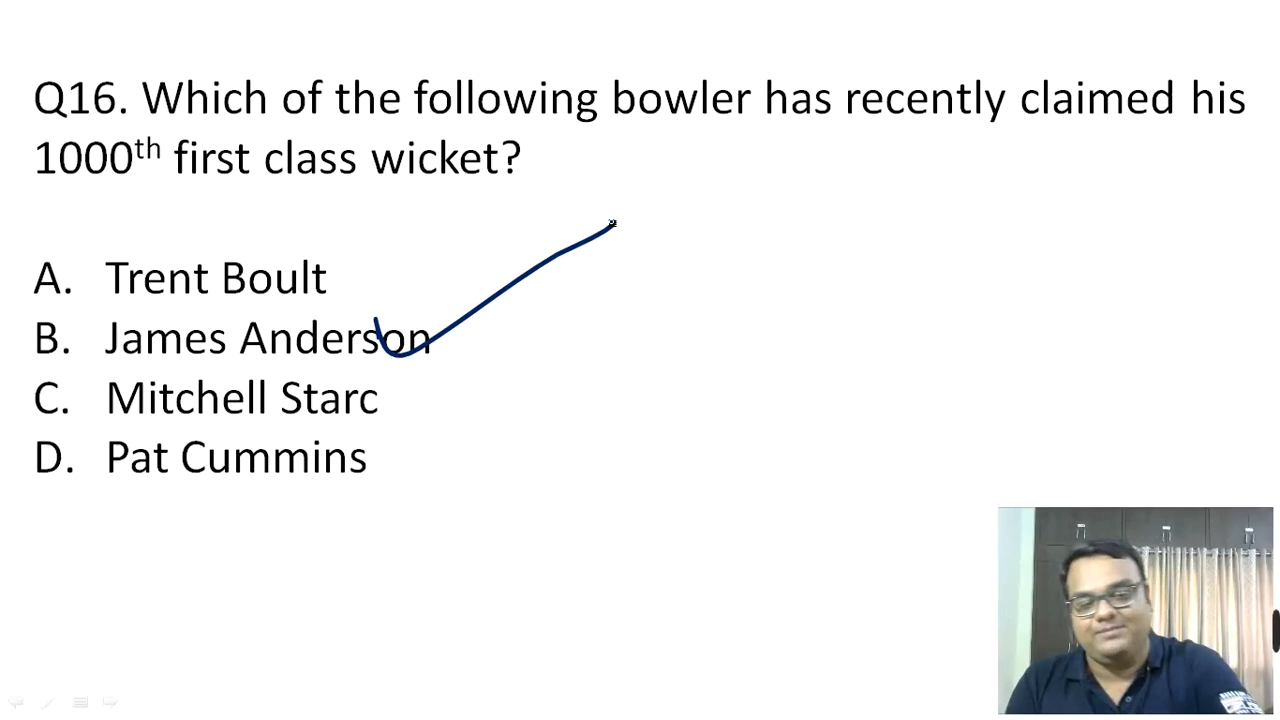 Q16. Which of the following bowler has recently claimed his
1000th first class wicket?
A. Trent Boult
B. James Anderson
C. Mitchell Starc
D. Pat Cummins